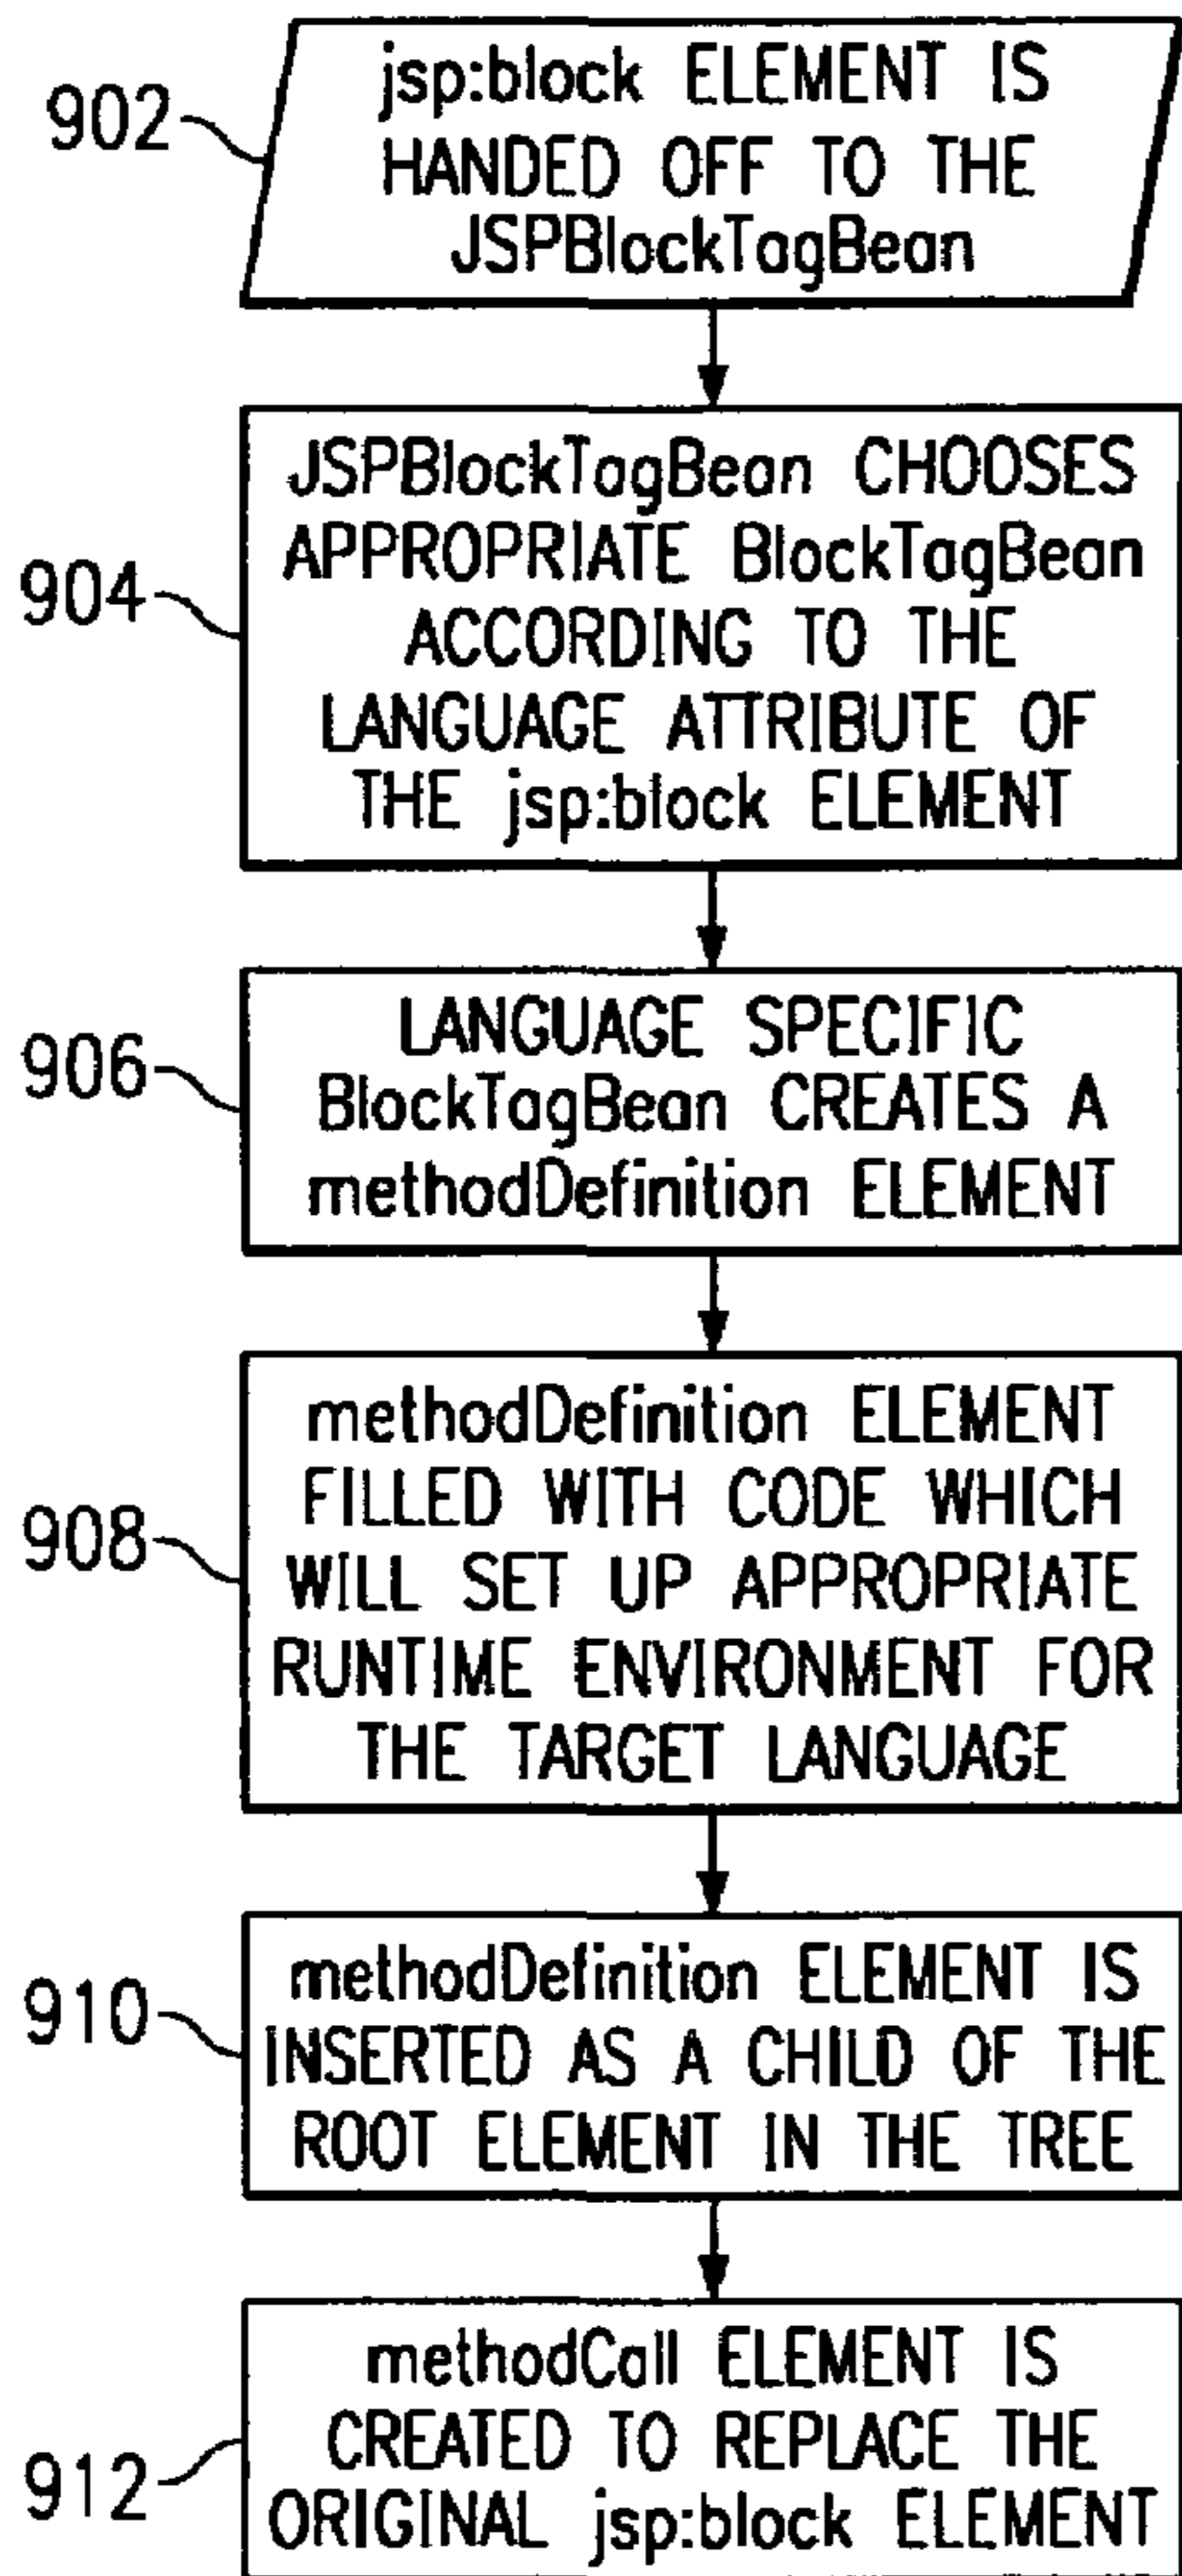 902
jsp:block ELEMENT IS
HANDED OFF TO THE
JSPBlockTagBean
904
JSPBlockTagBean CHOOSES
APPROPRIATE BlockTagBean
ACCORDING TO THE
LANGUAGE ATTRIBUTE OF
THE jsp:block ELEMENT
906
LANGUAGE SPECIFIC
BlockTagBean CREATES A
methodDefinition ELEMENT
908
methodDefinition ELEMENT
FILLED WITH CODE WHICH
WILL SET UP APPROPRIATE
RUNTIME ENVIRONMENT FOR
THE TARGET LANGUAGE
910
methodDefinition ELEMENT IS
INSERTED AS A CHILD OF THE
ROOT ELEMENT IN THE TREE
912
methodCall ELEMENT IS
CREATED TO REPLACE THE
ORIGINAL jsp:block ELEMENT